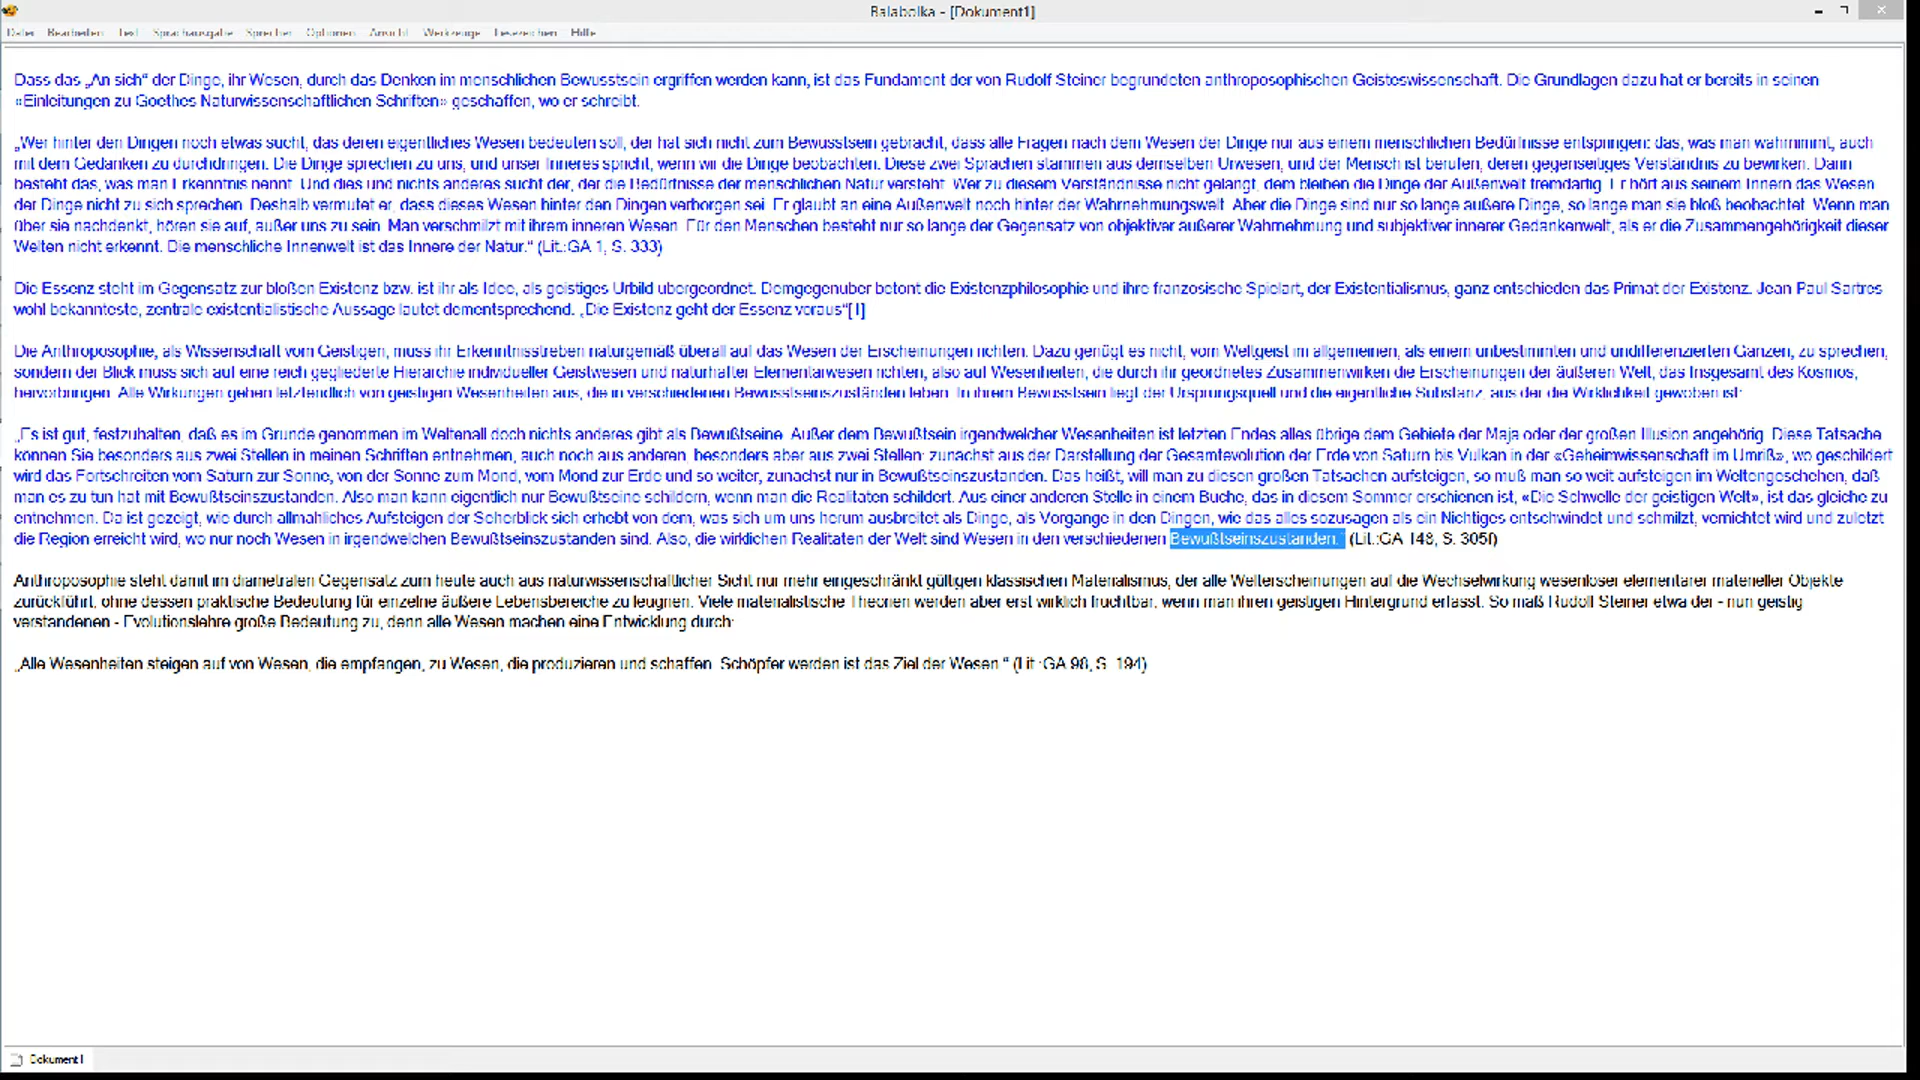 Balabolka - [Dokument1]
Datei Bearbeiten Text Sprachausgabe Sprecher Optionen Ansicht Werkzeuge Lesezeichen Hilfe
Dass das „An sich“ der Dinge, ihr Wesen, durch das Denken im menschlichen Bewusstsein ergriffen werden kann, ist das Fundament der von Rudolf Steiner begründeten anthroposophischen Geisteswissenschaft. Die Grundlagen dazu hat er bereits in seinen
«Einleitungen zu Goethes Naturwissenschaftlichen Schriften» geschaffen, wo er schreibt:
„Wer hinter den Dingen noch etwas sucht, das deren eigentliches Wesen bedeuten soll, der hat sich nicht zum Bewusstsein gebracht, dass alle Fragen nach dem Wesen der Dinge nur aus einem menschlichen Bedürfnisse entspringen: das, was man wahrnimmt, auch
mit dem Gedanken zu durchdringen. Die Dinge sprechen zu uns, und unser Inneres spricht, wenn wir die Dinge beobachten. Diese zwei Sprachen stammen aus demselben Urwesen, und der Mensch ist berufen, deren gegenseitiges Verständnis zu bewirken. Darin
besteht das, was man Erkenntnis nennt. Und dies und nichts anderes sucht der, der die Bedürfnisse der menschlichen Natur versteht. Wer zu diesem Verständnisse nicht gelangt, dem bleiben die Dinge der Außenwelt fremdartig. Er hört aus seinem Innern das Wesen
der Dinge nicht zu sich sprechen. Deshalb vermutet er, dass dieses Wesen hinter den Dingen verborgen sei. Er glaubt an eine Außenwelt noch hinter der Wahrnehmungswelt. Aber die Dinge sind nur so lange äußere Dinge, so lange man sie bloß beobachtet. Wenn man
über sie nachdenkt, hören sie auf, außer uns zu sein. Man verschmilzt mit ihrem inneren Wesen. Für den Menschen besteht nur so lange der Gegensatz von objektiver äußerer Wahrnehmung und subjektiver innerer Gedankenwelt, als er die Zusammengehörigkeit dieser
Welten nicht erkennt. Die menschliche Innenwelt ist das Innere der Natur.“ (Lit.:GA 1, S. 333)
Die Essenz steht im Gegensatz zur bloßen Existenz bzw. ist ihr als Idee, als geistiges Urbild übergeordnet. Demgegenüber betont die Existenzphilosophie und ihre französische Spielart, der Existentialismus, ganz entschieden das Primat der Existenz. Jean Paul Sartres
wohl bekannteste, zentrale existentialistische Aussage lautet dementsprechend: „Die Existenz geht der Essenz voraus“[1]
Die Anthroposophie, als Wissenschaft vom Geistigen, muss ihr Erkenntnisstreben naturgemäß überall auf das Wesen der Erscheinungen richten. Dazu genügt es nicht, vom Weltgeist im allgemeinen, als einem unbestimmten und undifferenzierten Ganzen, zu sprechen,
sondern der Blick muss sich auf eine reich gegliederte Hierarchie individueller Geistwesen und naturhafter Elementarwesen richten, also auf Wesenheiten, die durch ihr geordnetes Zusammenwirken die Erscheinungen der äußeren Welt, das Insgesamt des Kosmos,
hervorbringen. Alle Wirkungen gehen letztendlich von geistigen Wesenheiten aus, die in verschiedenen Bewusstseinszuständen leben. In ihrem Bewusstsein liegt der Ursprungsquell und die eigentliche Substanz, aus der die Wirklichkeit gewoben ist:
„Es ist gut, festzuhalten, daß es im Grunde genommen im Weltenall doch nichts anderes gibt als Bewußtseine. Außer dem Bewußtsein irgendwelcher Wesenheiten ist letzten Endes alles übrige dem Gebiete der Maja oder der großen Illusion angehörig. Diese Tatsache
können Sie besonders aus zwei Stellen in meinen Schriften entnehmen, auch noch aus anderen, besonders aber aus zwei Stellen: zunächst aus der Darstellung der Gesamtevolution der Erde von Saturn bis Vulkan in der «Geheimwissenschaft im Umriß», wo geschildert
wird das Fortschreiten vom Saturn zur Sonne, von der Sonne zum Mond, vom Mond zur Erde und so weiter, zunächst nur in Bewußtseinszuständen. Das heißt, will man zu diesen großen Tatsachen aufsteigen, so muß man so weit aufsteigen im Weltengeschehen, daß
man es zu tun hat mit Bewußtseinszuständen. Also man kann eigentlich nur Bewußtseine schildern, wenn man die Realitäten schildert. Aus einer anderen Stelle in einem Buche, das in diesem Sommer erschienen ist, «Die Schwelle der geistigen Welt», ist das gleiche zu
entnehmen. Da ist gezeigt, wie durch allmähliches Aufsteigen der Seherblick sich erhebt von dem, was sich um uns herum ausbreitet als Dinge, als Vorgänge in den Dingen, wie das alles sozusagen als ein Nichtiges entschwindet und schmilzt, vernichtet wird und zuletzt
die Region erreicht wird, wo nur noch Wesen in irgendwelchen Bewußtseinszuständen sind. Also, die wirklichen Realitäten der Welt sind Wesen in den verschiedenen Bewußtseinszuständen.“ (Lit.:GA 148, S. 305f)
Anthroposophie steht damit im diametralen Gegensatz zum heute auch aus naturwissenschaftlicher Sicht nur mehr eingeschränkt gültigen klassischen Materialismus, der alle Welterscheinungen auf die Wechselwirkung wesenloser elementarer materieller Objekte
zurückführt, ohne dessen praktische Bedeutung für einzelne äußere Lebensbereiche zu leugnen. Viele materialistische Theorien werden aber erst wirklich fruchtbar, wenn man ihren geistigen Hintergrund erfasst. So maß Rudolf Steiner etwa der - nun geistig
verstandenen - Evolutionslehre große Bedeutung zu, denn alle Wesen machen eine Entwicklung durch:
„Alle Wesenheiten steigen auf von Wesen, die empfangen, zu Wesen, die produzieren und schaffen. Schöpfer werden ist das Ziel der Wesen.“ (Lit.:GA 98, S. 194)
Dokument1